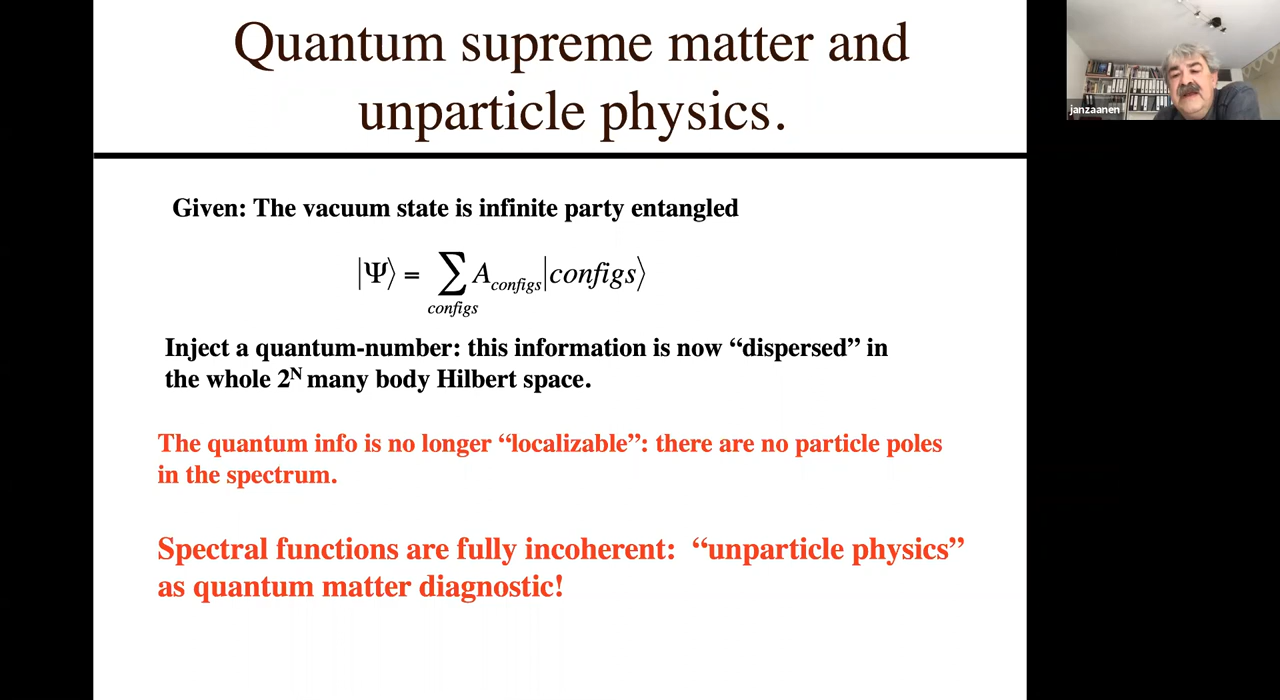 Quantum supreme matter and
unparticle physics.
janzaanen
Given: The vacuum state is infinite party entangled
|Ψ⟩ = ∑ A_configs |configs⟩
configs
Inject a quantum-number: this information is now “dispersed” in
the whole 2^N many body Hilbert space.
The quantum info is no longer “localizable”: there are no particle poles
in the spectrum.
Spectral functions are fully incoherent: “unparticle physics”
as quantum matter diagnostic!